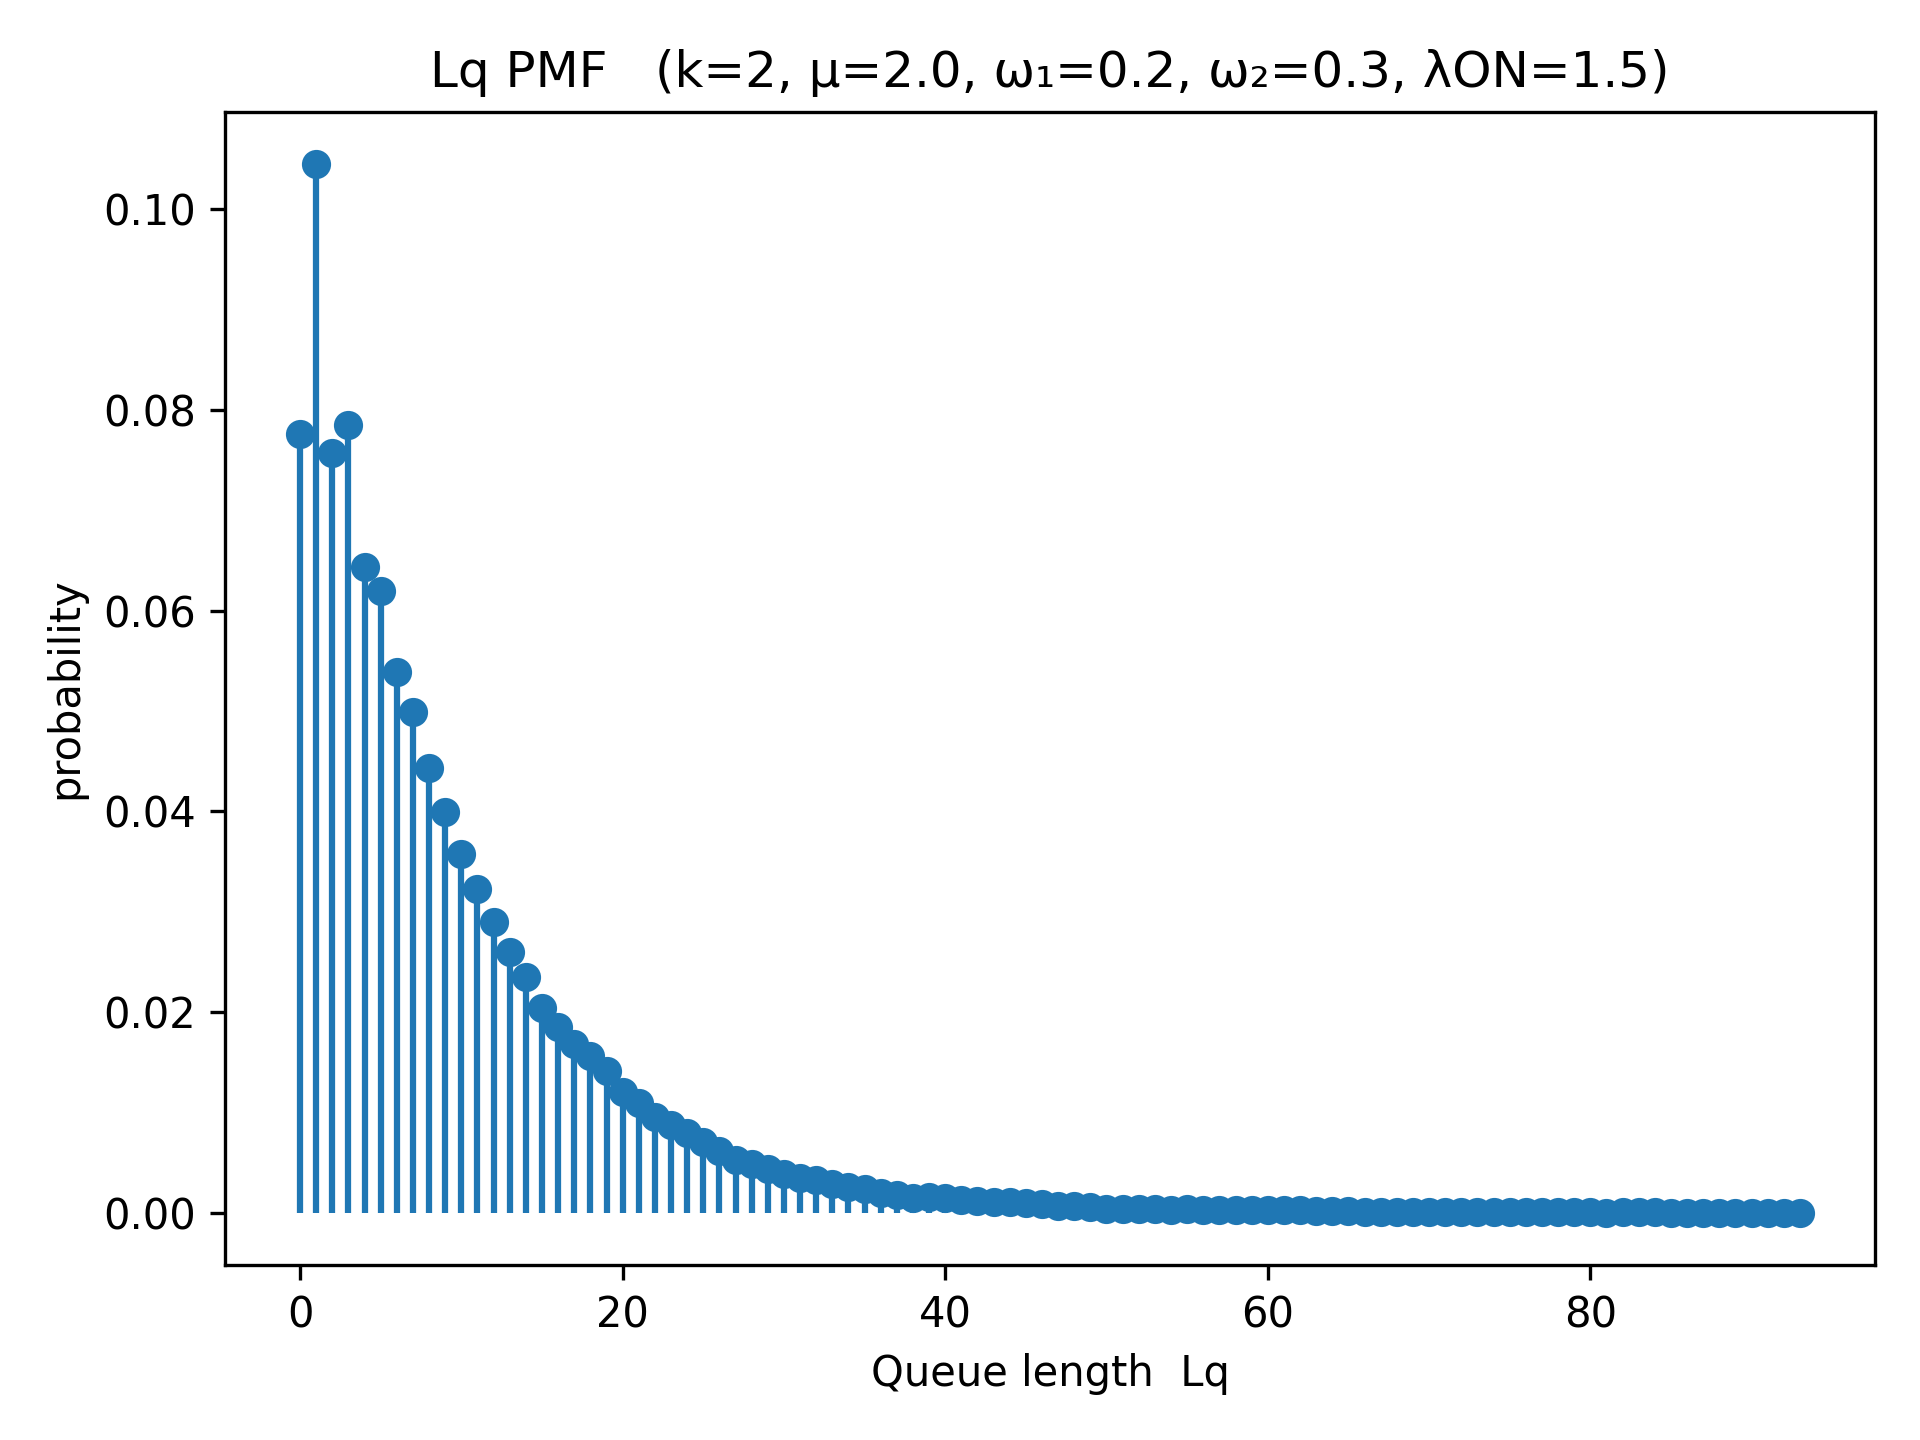 Lq PMF   (k=2, μ=2.0, ω₁=0.2, ω₂=0.3, λON=1.5)
probability
0.10
0.08
0.06
0.04
0.02
0.00
0 20 40 60 80
Queue length  Lq